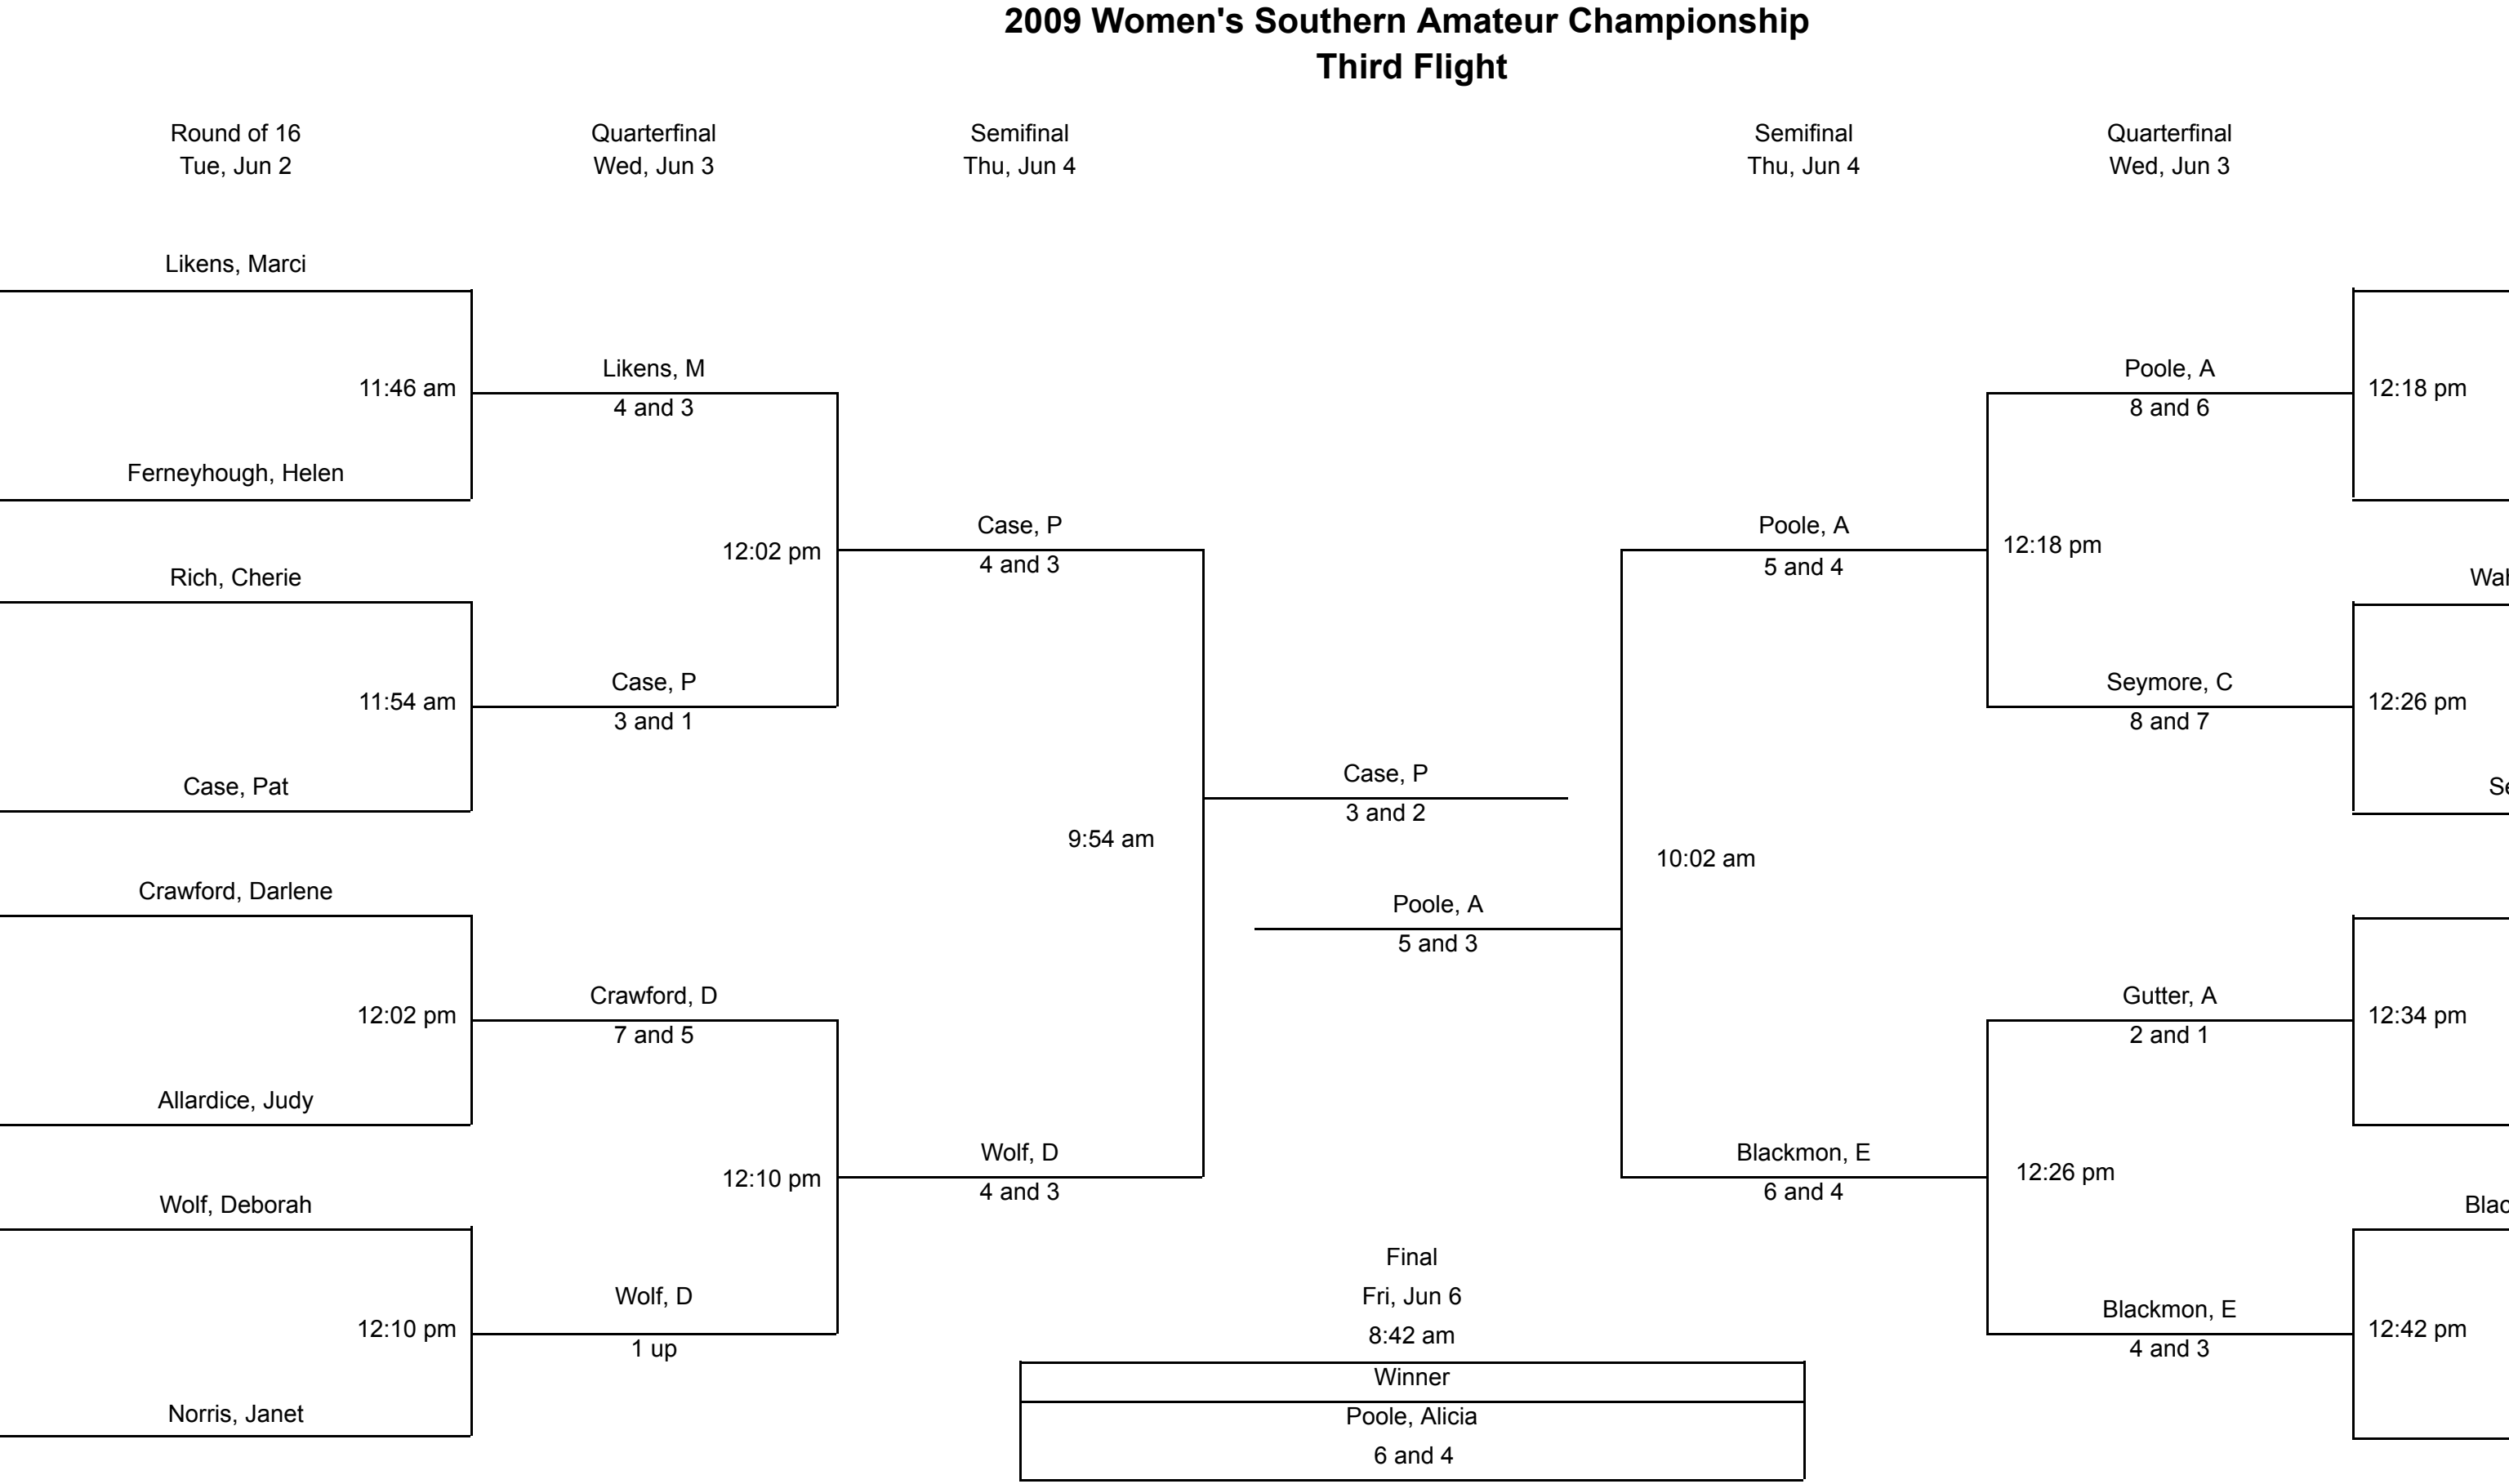 2009 Women's Southern Amateur Championship
Third Flight
Round of 16 Quarterfinal Semifinal Semifinal Quarterfinal
Tue, Jun 2 Wed, Jun 3 Thu, Jun 4 Thu, Jun 4 Wed, Jun 3
Likens, Marci
Likens, M Poole, A
11:46 am 12:18 pm
4 and 3 8 and 6
Ferneyhough, Helen
Case, P Poole, A
12:02 pm 12:18 pm
4 and 3 5 and 4
Rich, Cherie
Case, P Seymore, C
11:54 am 12:26 pm
3 and 1 8 and 7
Case, P
Case, Pat
3 and 2
9:54 am 10:02 am
Crawford, Darlene
Poole, A
5 and 3
Crawford, D Gutter, A
12:02 pm 12:34 pm
7 and 5 2 and 1
Allardice, Judy
Wolf, D Blackmon, E
12:10 pm 12:26 pm
4 and 3 6 and 4
Wolf, Deborah
Final
Wolf, D Fri, Jun 6 Blackmon, E
12:10 pm 8:42 am 12:42 pm
1 up 4 and 3
Winner
Norris, Janet Poole, Alicia
6 and 4